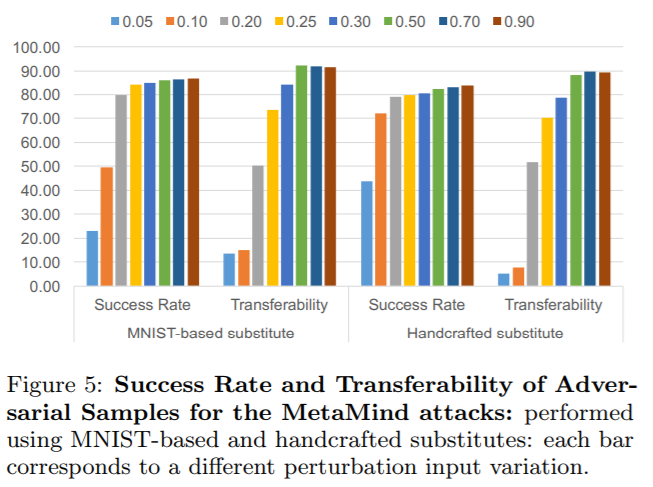 0.05 0.10 0.20 0.25 0.30 0.50 0.70 0.90
100.00
90.00
80.00
70.00
60.00
50.00
40.00
30.00
20.00
10.00
0.00
Success Rate Transferability Success Rate Transferability
MNIST-based substitute Handcrafted substitute
Figure 5: Success Rate and Transferability of Adver-
sarial Samples for the MetaMind attacks: performed
using MNIST-based and handcrafted substitutes: each bar
corresponds to a different perturbation input variation.